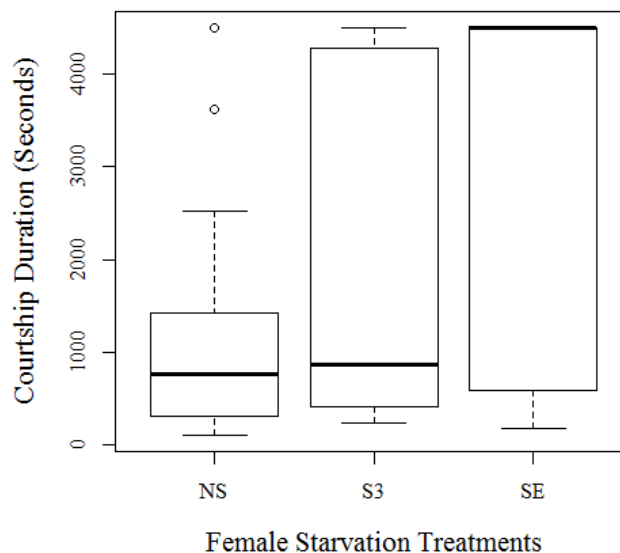 Courtship Duration (Seconds)
4000
3000
2000
1000
0
NS S3 SE
Female Starvation Treatments